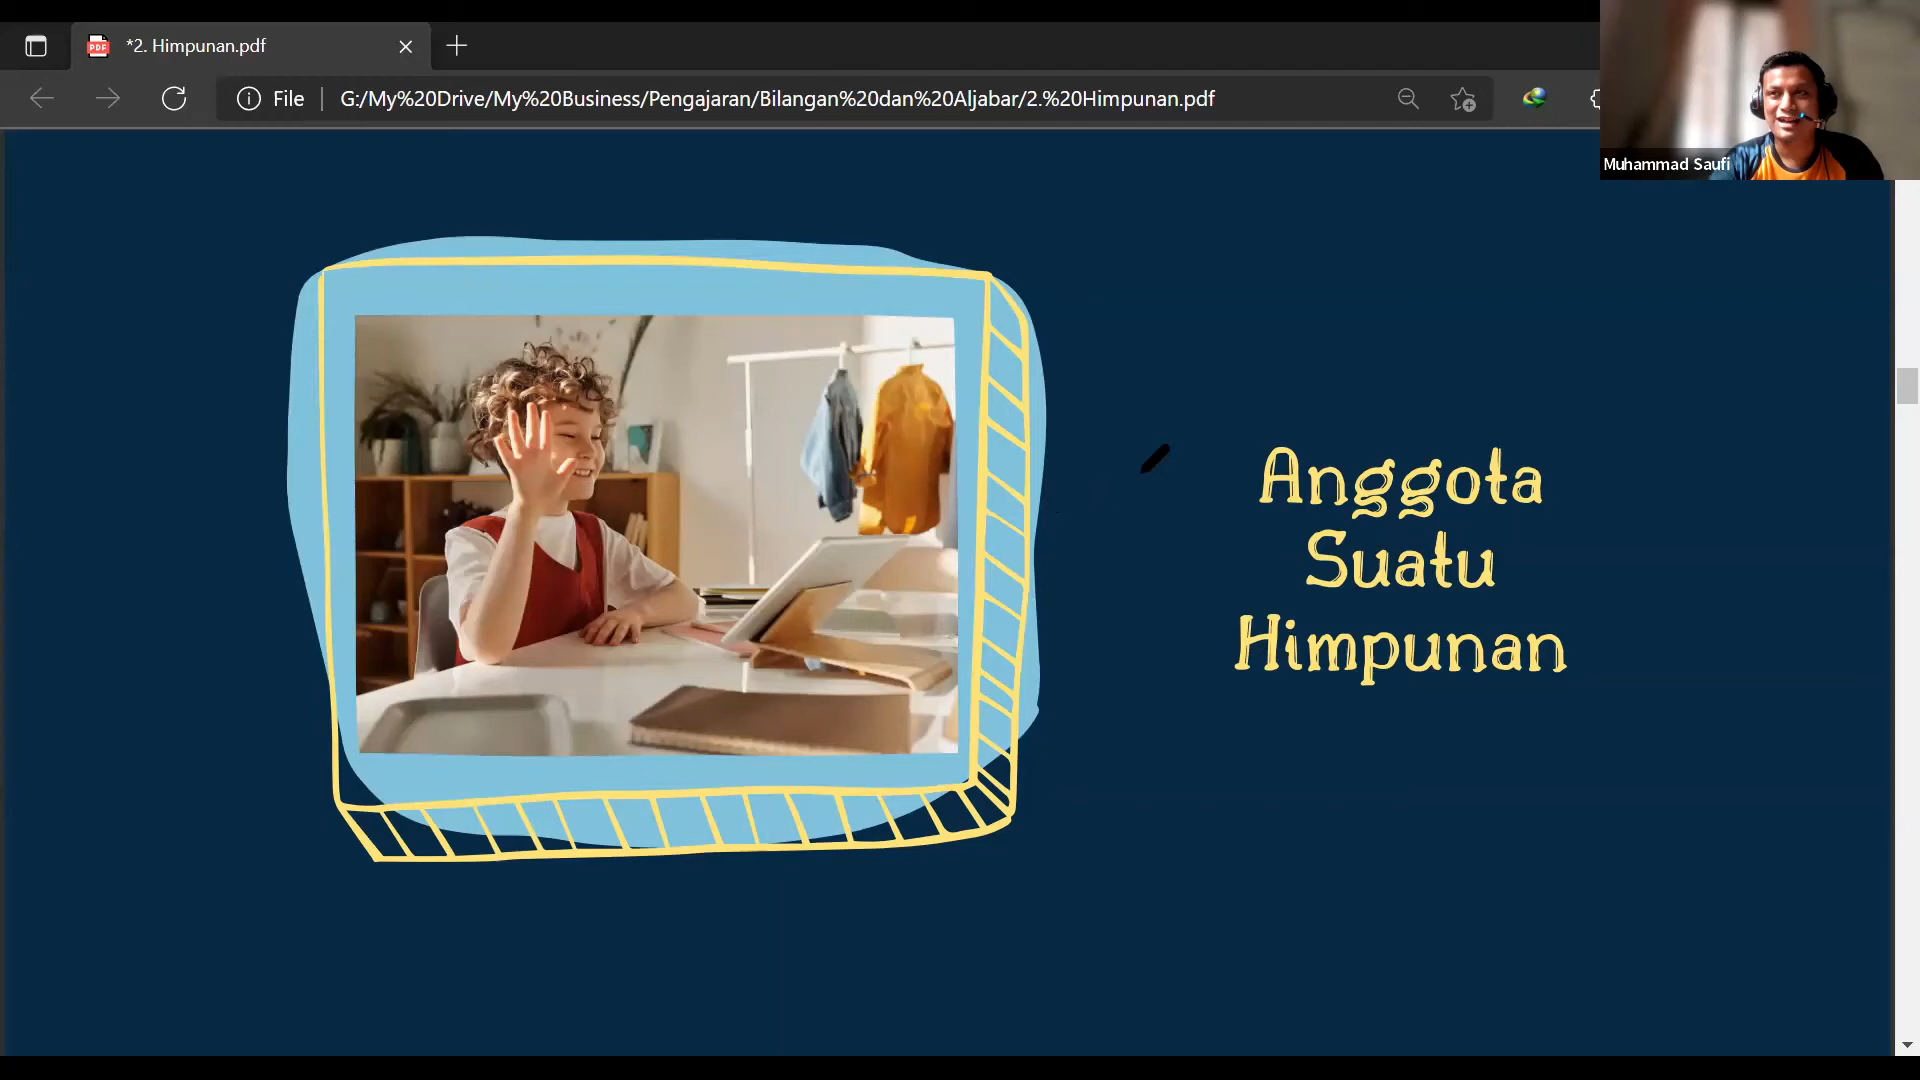 *2. Himpunan.pdf
File
G:/My%20Drive/My%20Business/Pengajaran/Bilangan%20dan%20Aljabar/2.%20Himpunan.pdf
Muhammad Saufi
PDF
Anggota
Suatu
Himpunan